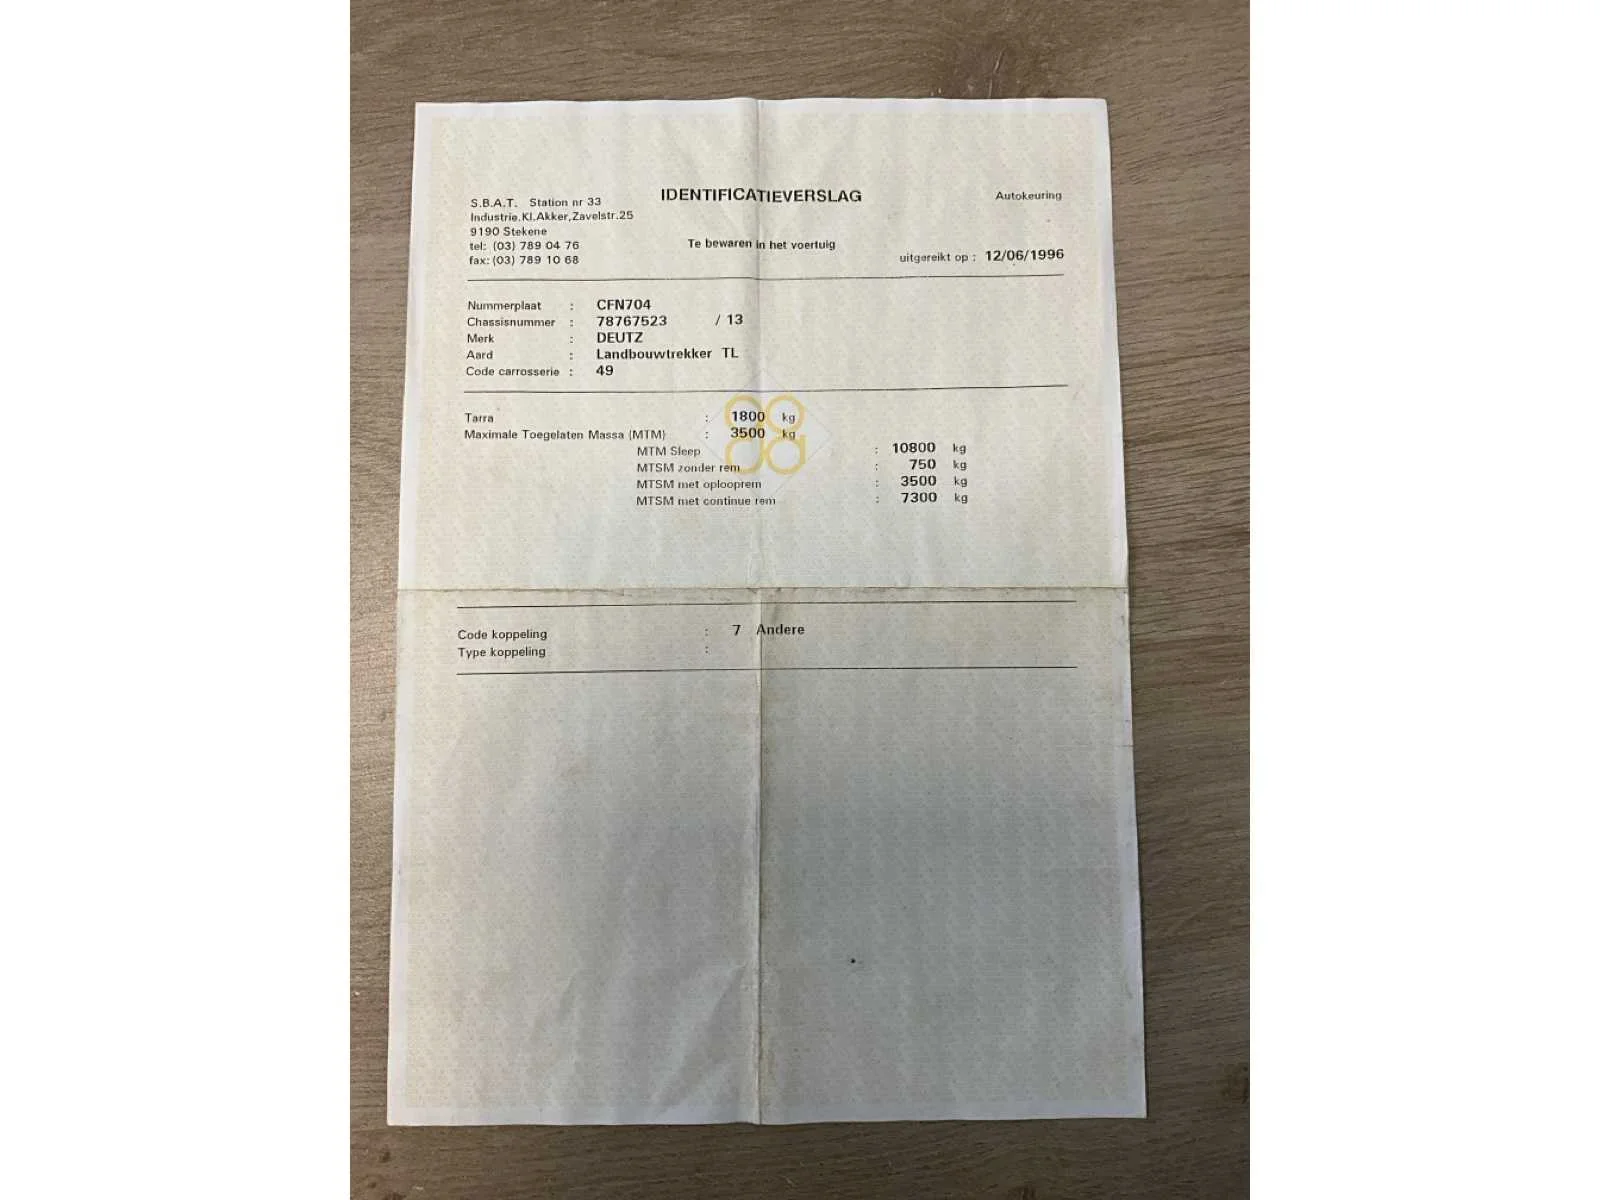 IDENTIFICATIEVERSLAG
Autokeuring
S.B.A.T. Station nr 33
Industrie.Kl.Akker,Zavelstr.25
9190 Stekene
tel: (03) 789 04 76
fax: (03) 789 10 68
Te bewaren in het voertuig
uitgereikt op : 12/06/1996
Nummerplaat : CFN704
Chassisnummer : 78767523 / 13
Merk : DEUTZ
Aard : Landbouwtrekker TL
Code carrosserie : 49
Tarra : 1800 kg
Maximale Toegelaten Massa (MTM) : 3500 kg
MTM Sleep : 10800 kg
MTSM zonder rem : 750 kg
MTSM met oplooprem : 3500 kg
MTSM met continue rem : 7300 kg
Code koppeling : 7 Andere
Type koppeling :